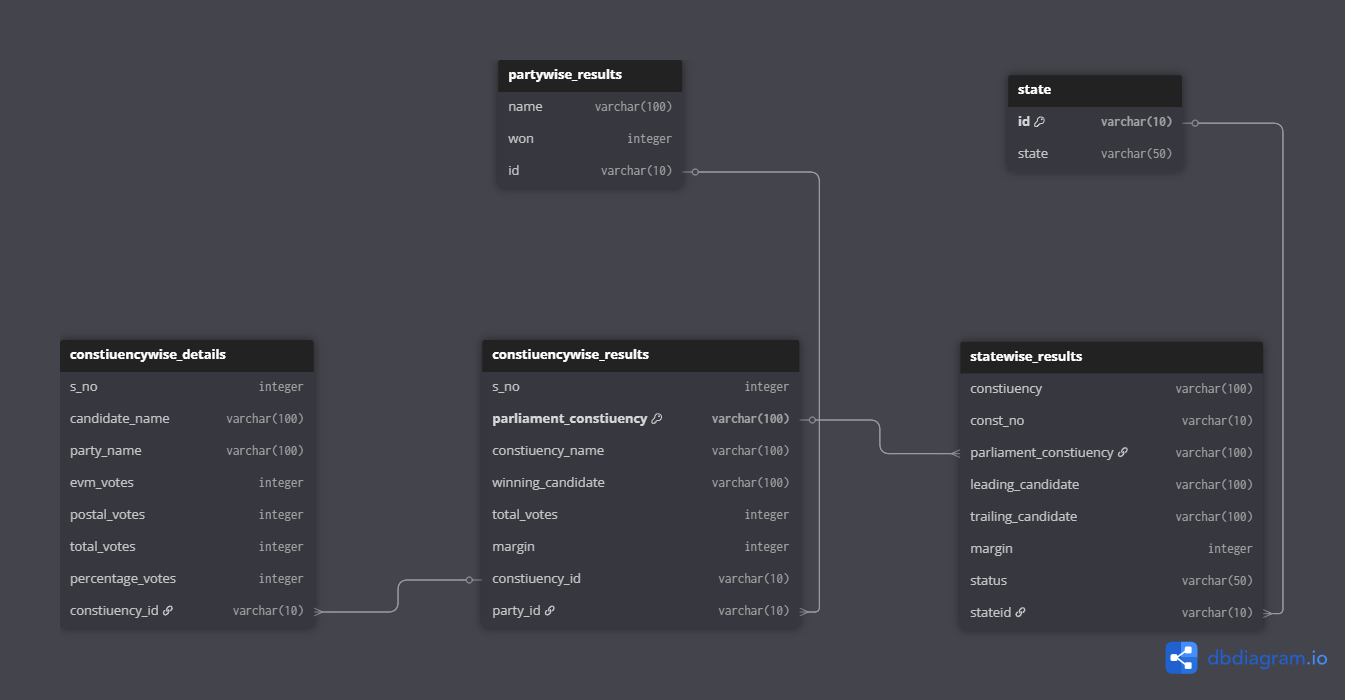 partywise_results
name varchar(100)
won integer
id varchar(10)
state
id varchar(10)
state varchar(50)
constiuencywise_details
s_no integer
candidate_name varchar(100)
party_name varchar(100)
evm_votes integer
postal_votes integer
total_votes integer
percentage_votes integer
constiuency_id varchar(10)
constiuencywise_results
s_no integer
parliament_constiuency varchar(100)
constiuency_name varchar(100)
winning_candidate varchar(100)
total_votes integer
margin integer
constiuency_id varchar(10)
party_id varchar(10)
statewise_results
constiuency varchar(100)
const_no varchar(10)
parliament_constiuency varchar(100)
leading_candidate varchar(100)
trailing_candidate varchar(100)
margin integer
status varchar(50)
stateid varchar(10)
dbdiagram.io